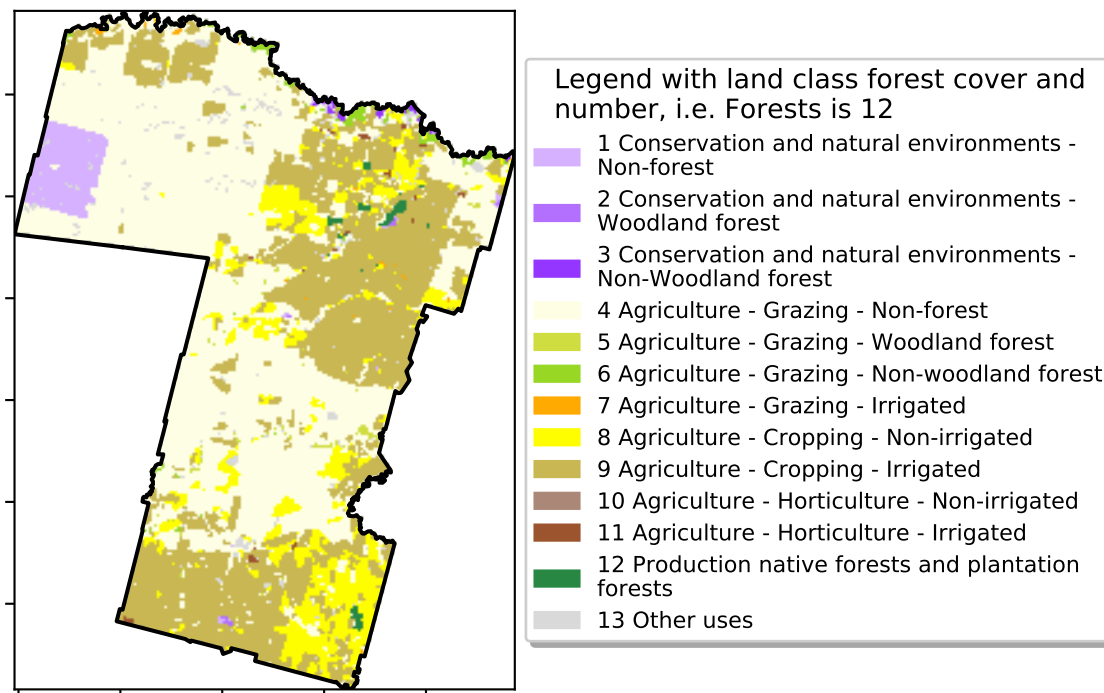 Legend with land class forest cover and
number, i.e. Forests is 12
1 Conservation and natural environments -
Non-forest
2 Conservation and natural environments -
Woodland forest
3 Conservation and natural environments -
Non-Woodland forest
4 Agriculture - Grazing - Non-forest
5 Agriculture - Grazing - Woodland forest
6 Agriculture - Grazing - Non-woodland forest
7 Agriculture - Grazing - Irrigated
8 Agriculture - Cropping - Non-irrigated
9 Agriculture - Cropping - Irrigated
10 Agriculture - Horticulture - Non-irrigated
11 Agriculture - Horticulture - Irrigated
12 Production native forests and plantation
forests
13 Other uses